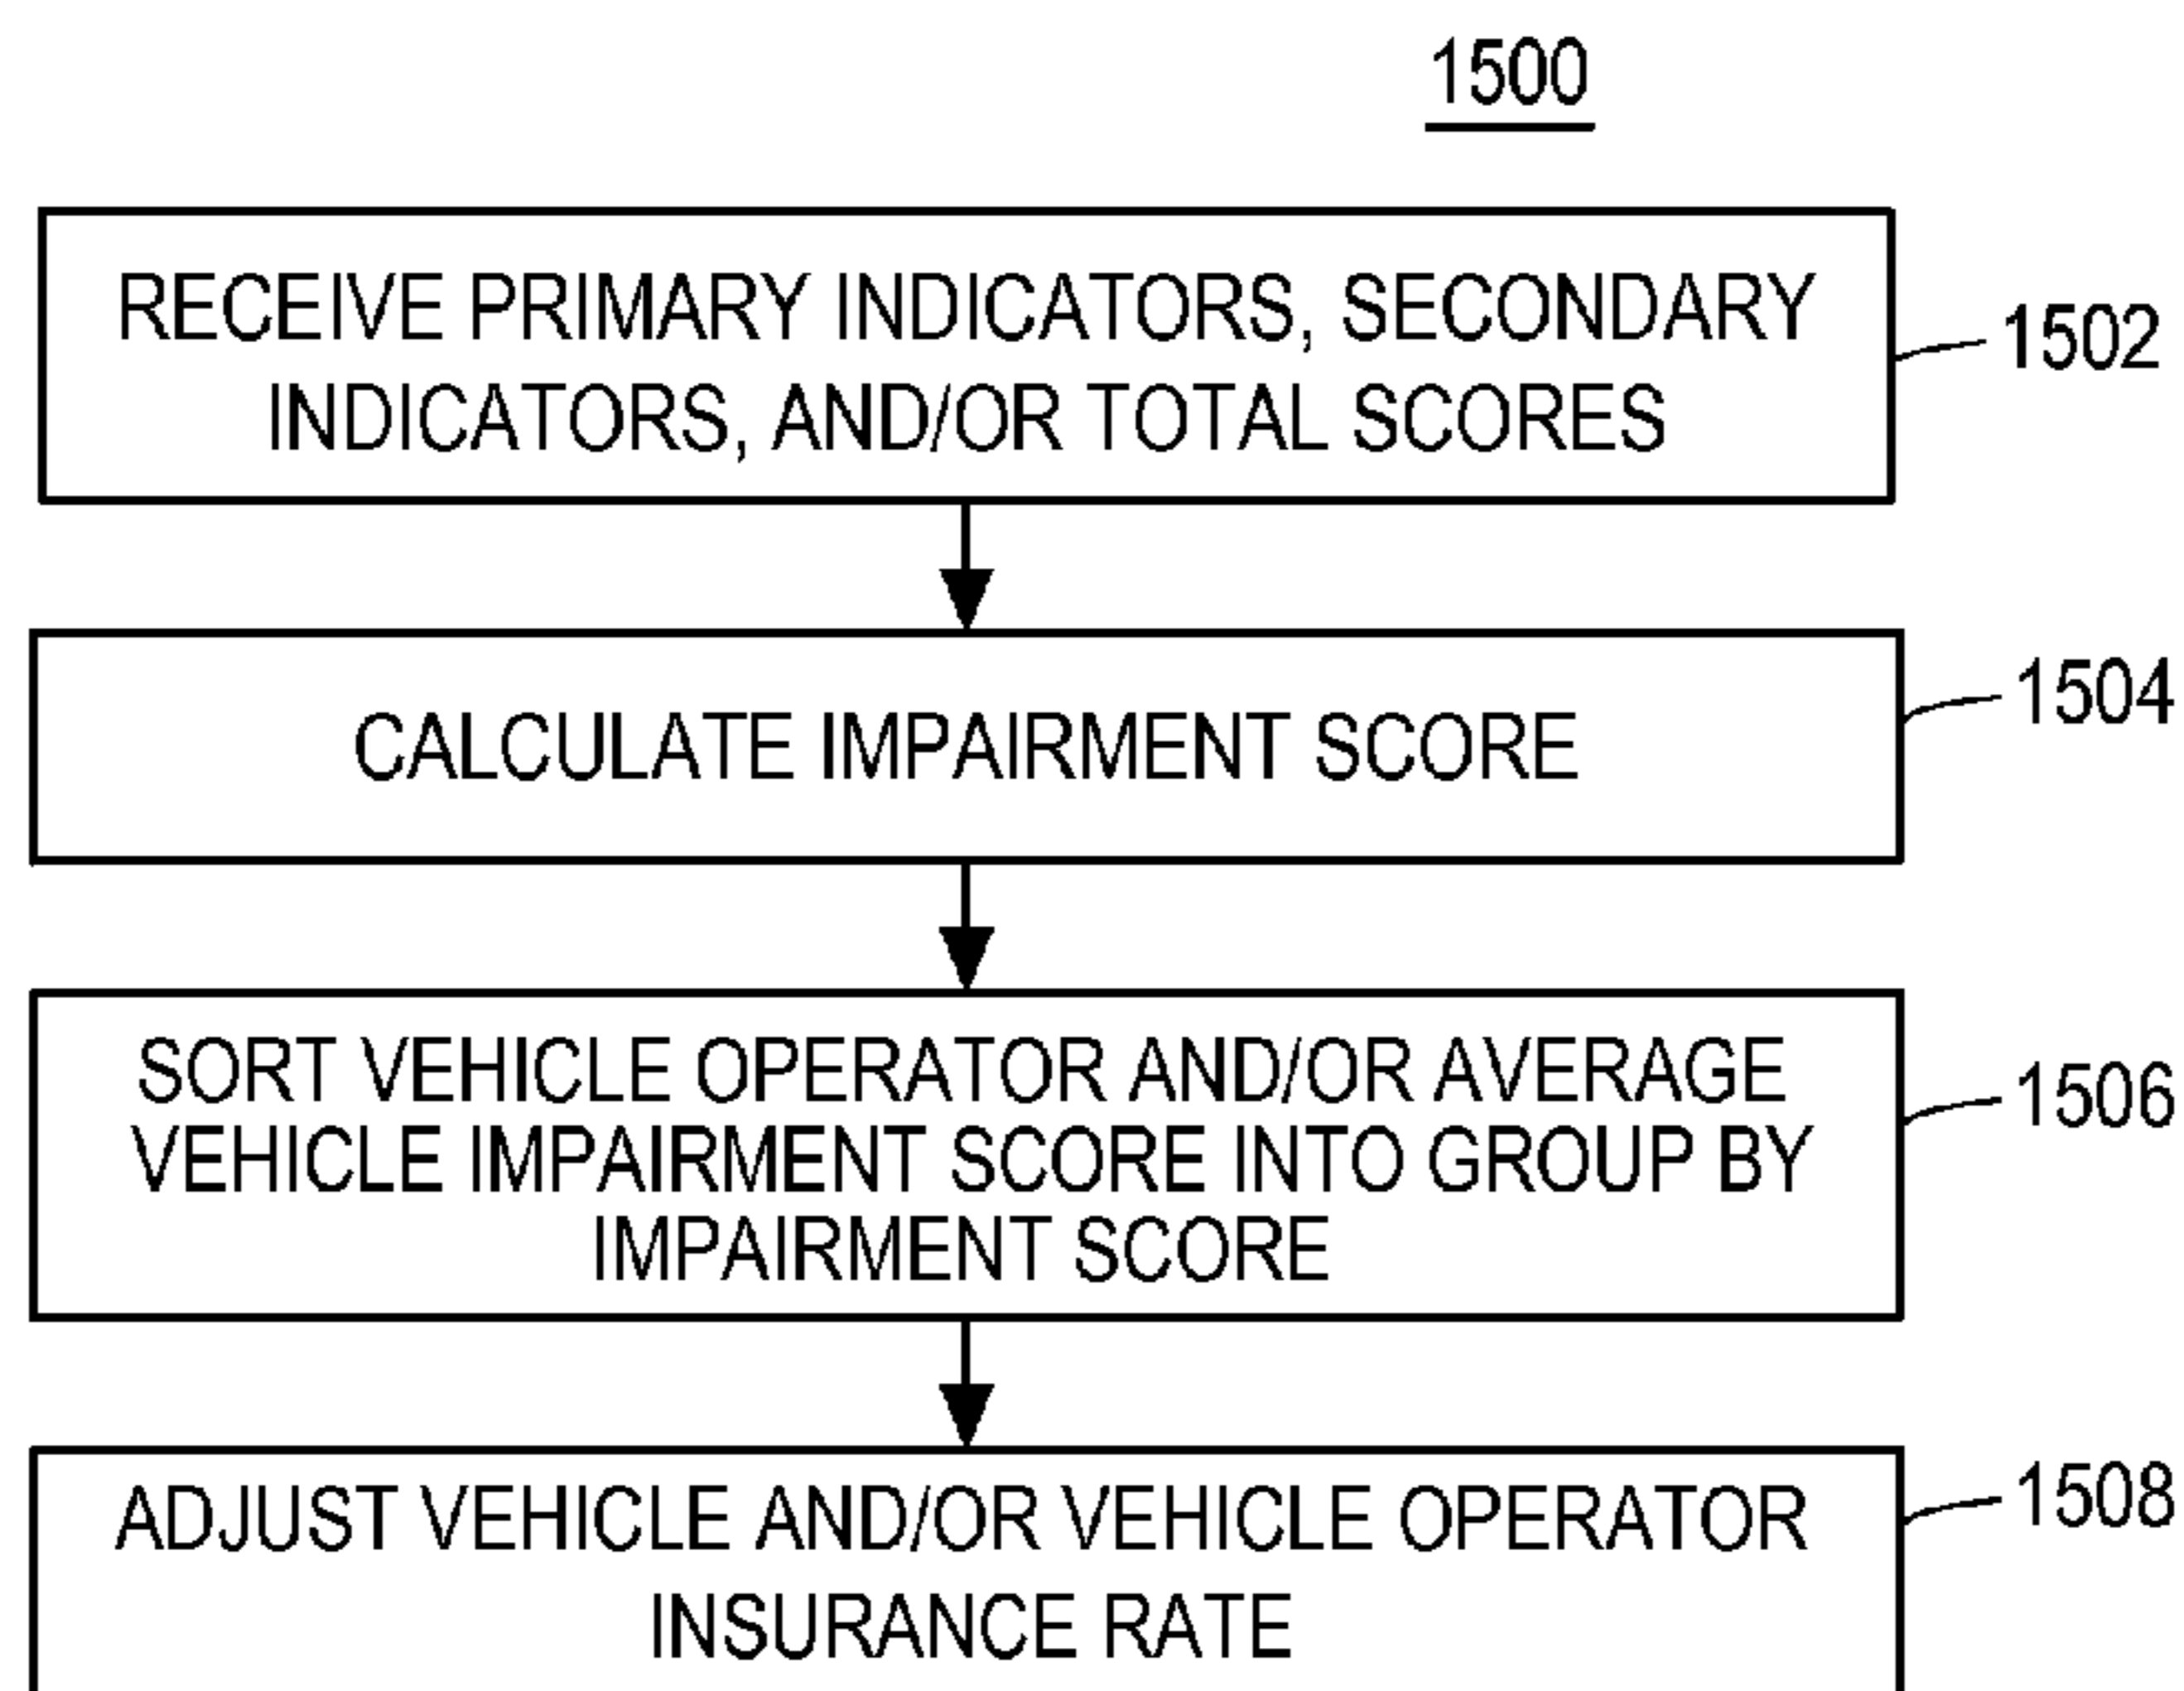 1500
RECEIVE PRIMARY INDICATORS, SECONDARY
INDICATORS, AND/OR TOTAL SCORES
1502
CALCULATE IMPAIRMENT SCORE
1504
SORT VEHICLE OPERATOR AND/OR AVERAGE
VEHICLE IMPAIRMENT SCORE INTO GROUP BY
IMPAIRMENT SCORE
1506
ADJUST VEHICLE AND/OR VEHICLE OPERATOR
INSURANCE RATE
1508